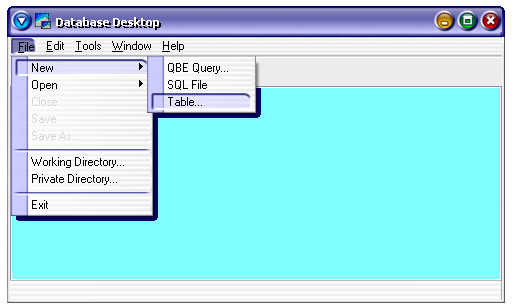 Database Desktop
File Edit Tools Window Help
New
Open
Close
Save
Save As...
Working Directory...
Private Directory...
Exit
QBE Query...
SQL File
Table...